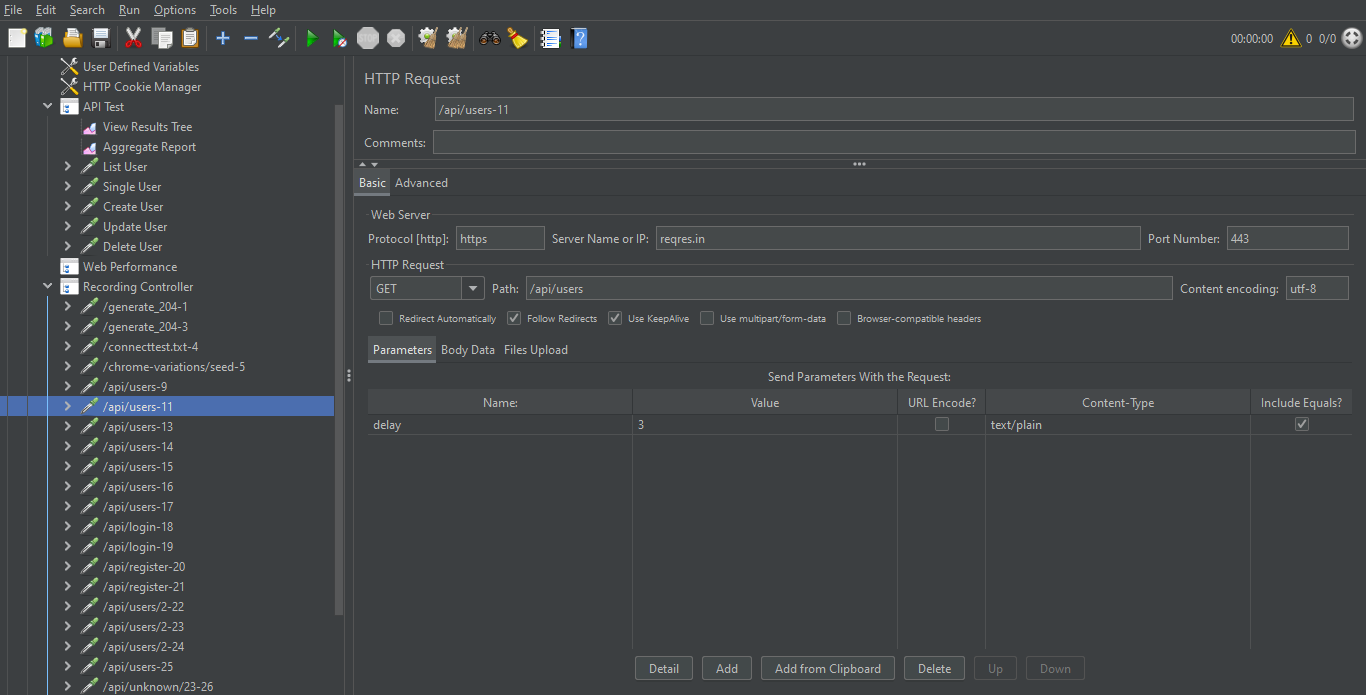 File Edit Search Run Options Tools Help
STOP
00:00:00 0 0/0
User Defined Variables
HTTP Cookie Manager
API Test
View Results Tree
Aggregate Report
List User
Single User
Create User
Update User
Delete User
Web Performance
Recording Controller
/generate_204-1
/generate_204-3
/connecttest.txt-4
/chrome-variations/seed-5
/api/users-9
/api/users-11
/api/users-13
/api/users-14
/api/users-15
/api/users-16
/api/users-17
/api/login-18
/api/login-19
/api/register-20
/api/register-21
/api/users/2-22
/api/users/2-23
/api/users/2-24
/api/users-25
/api/unknown/23-26
HTTP Request
Name: /api/users-11
Comments:
Basic Advanced
Web Server
Protocol [http]: https Server Name or IP: reqres.in Port Number: 443
HTTP Request
GET Path: /api/users Content encoding: utf-8
Redirect Automatically Follow Redirects Use KeepAlive Use multipart/form-data Browser-compatible headers
Parameters Body Data Files Upload
Send Parameters With the Request:
Name: Value URL Encode? Content-Type Include Equals?
delay 3 text/plain
Detail Add Add from Clipboard Delete Up Down